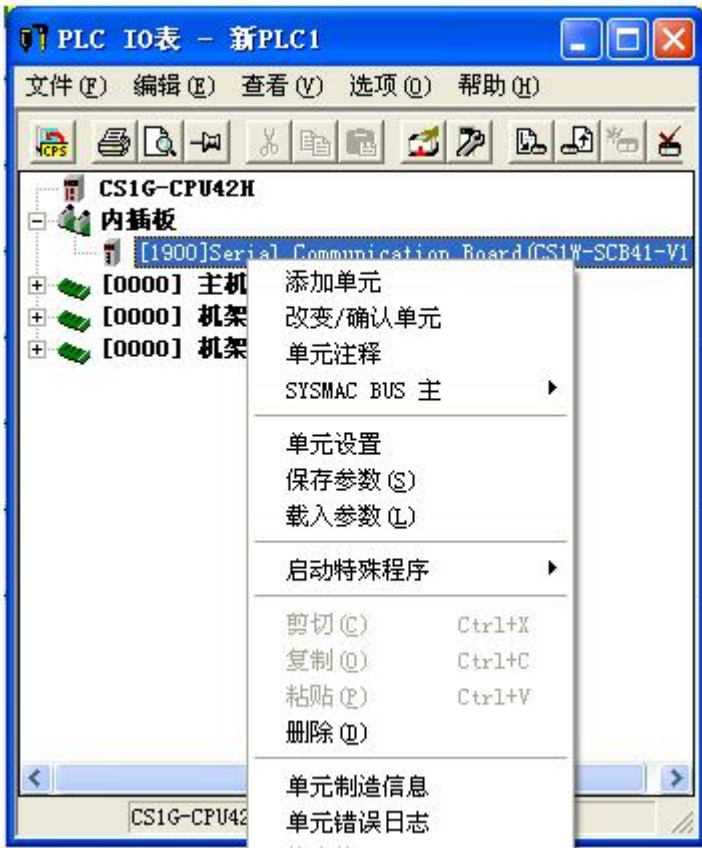 PLC IO表 - 新PLC1
文件(F) 编辑(E) 查看(V) 选项(O) 帮助(H)
CPS
CS1G-CPU42H
内插板
[1900]Serial Communication Board(CS1W-SCB41-V1
[0000] 主机
[0000] 机架
[0000] 机架
添加单元
改变/确认单元
单元注释
SYSMAC BUS 主
单元设置
保存参数(S)
载入参数(L)
启动特殊程序
剪切(C) Ctrl+X
复制(O) Ctrl+C
粘贴(P) Ctrl+V
删除(D)
单元制造信息
CS1G-CPU42
单元错误日志